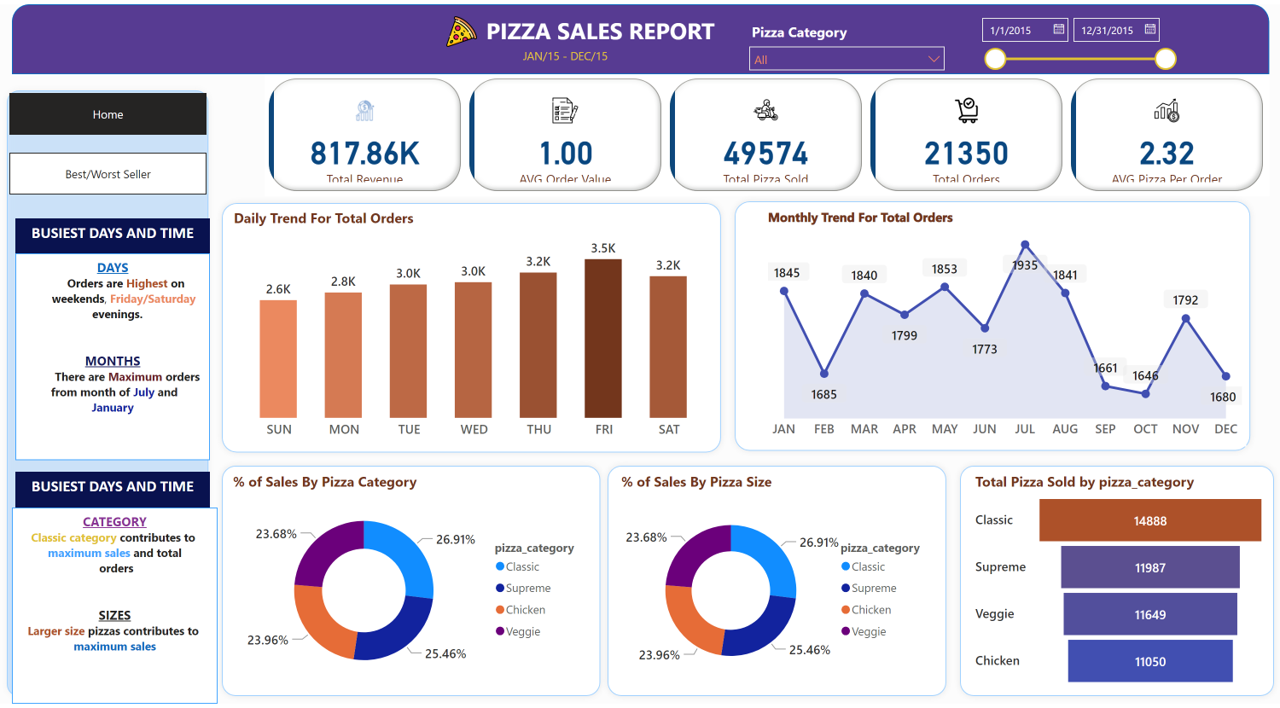 PIZZA SALES REPORT
JAN/15 - DEC/15
Pizza Category
All
1/1/2015
12/31/2015
Home
Best/Worst Seller
817.86K
Total Revenue
1.00
AVG Order Value
49574
Total Pizza Sold
21350
Total Orders
2.32
AVG Pizza Per Order
BUSIEST DAYS AND TIME
DAYS
Orders are Highest on
weekends, Friday/Saturday
evenings.
MONTHS
There are Maximum orders
from month of July and
January
Daily Trend For Total Orders
2.6K
2.8K
3.0K
3.0K
3.2K
3.5K
3.2K
SUN MON TUE WED THU FRI SAT
Monthly Trend For Total Orders
1845
1685
1840
1799
1853
1773
1935
1841
1661
1646
1792
1680
JAN FEB MAR APR MAY JUN JUL AUG SEP OCT NOV DEC
BUSIEST DAYS AND TIME
CATEGORY
Classic category contributes to
maximum sales and total
orders
SIZES
Larger size pizzas contributes to
maximum sales
% of Sales By Pizza Category
23.68%
26.91%
23.96%
25.46%
pizza_category
Classic
Supreme
Chicken
Veggie
% of Sales By Pizza Size
23.68%
26.91%
23.96%
25.46%
pizza_category
Classic
Supreme
Chicken
Veggie
Total Pizza Sold by pizza_category
Classic 14888
Supreme 11987
Veggie 11649
Chicken 11050